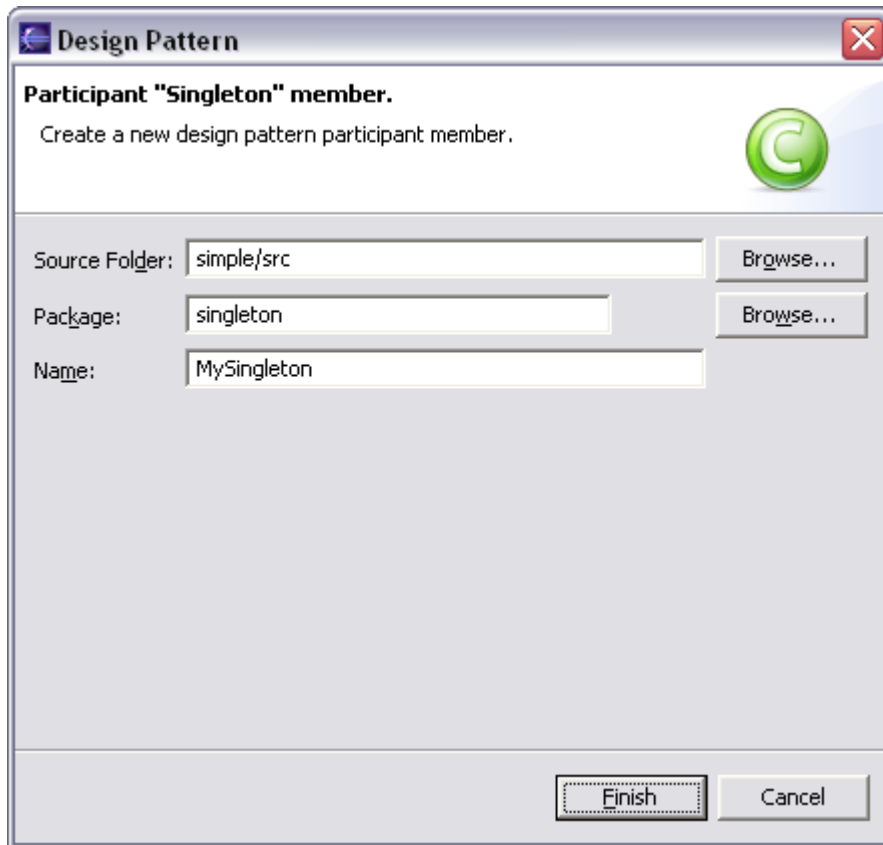 Design Pattern
Participant "Singleton" member.
Create a new design pattern participant member.
Source Folder: simple/src Browse...
Package: singleton Browse...
Name: MySingleton
Finish Cancel